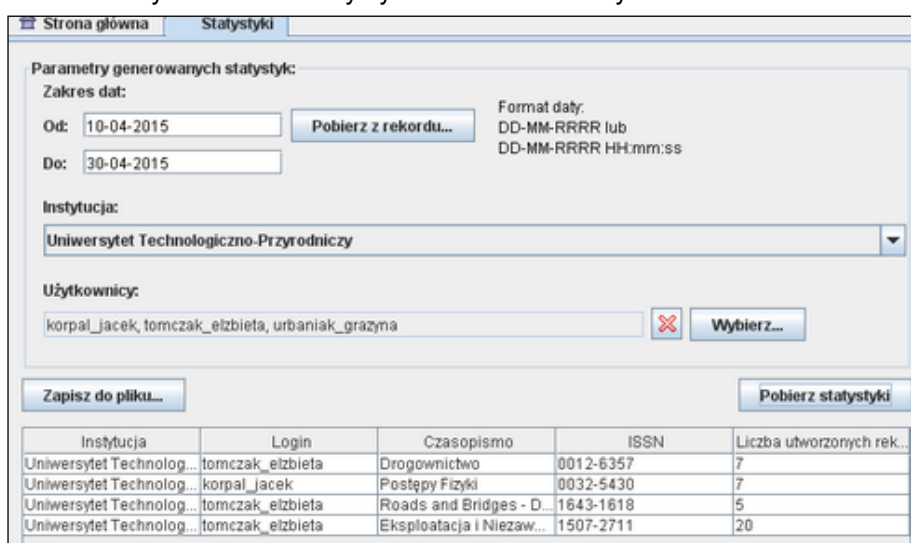 Strona główna Statystyki
Parametry generowanych statystyk:
Zakres dat:
Od: 10-04-2015 Pobierz z rekordu...
Do: 30-04-2015
Format daty:
DD-MM-RRRR lub
DD-MM-RRRR HH:mm:ss
Instytucja:
Uniwersytet Technologiczno-Przyrodniczy
Użytkownicy:
korpal_jacek, tomczak_elzbieta, urbaniak_grazyna Wybierz...
Zapisz do pliku... Pobierz statystyki
Instytucja Login Czasopismo ISSN Liczba utworzonych rek...
Uniwersytet Technolog... tomczak_elzbieta Drogownictwo 0012-6357 7
Uniwersytet Technolog... korpal_jacek Postępy Fizyki 0032-5430 7
Uniwersytet Technolog... tomczak_elzbieta Roads and Bridges - D... 1643-1618 5
Uniwersytet Technolog... tomczak_elzbieta Eksploatacja i Niezaw... 1507-2711 20